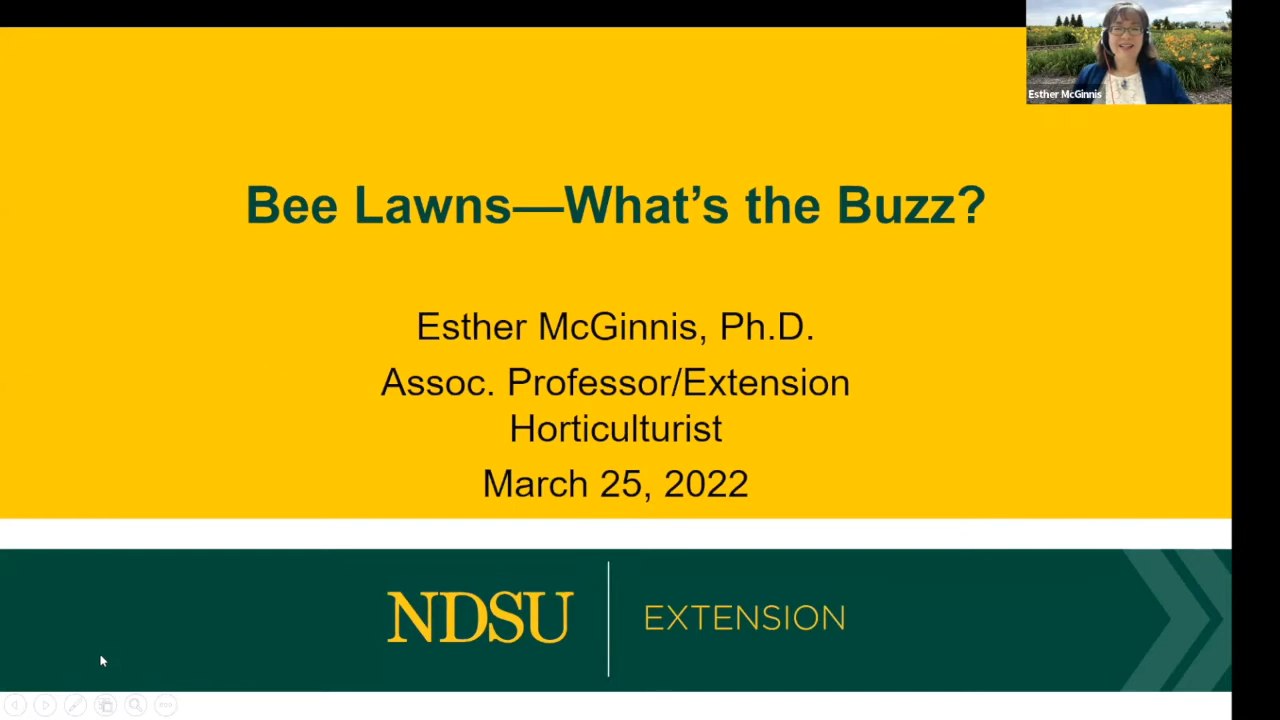 Esther McGinnis
Bee Lawns—What's the Buzz?
Esther McGinnis, Ph.D.
Assoc. Professor/Extension
Horticulturist
March 25, 2022
NDSU
EXTENSION